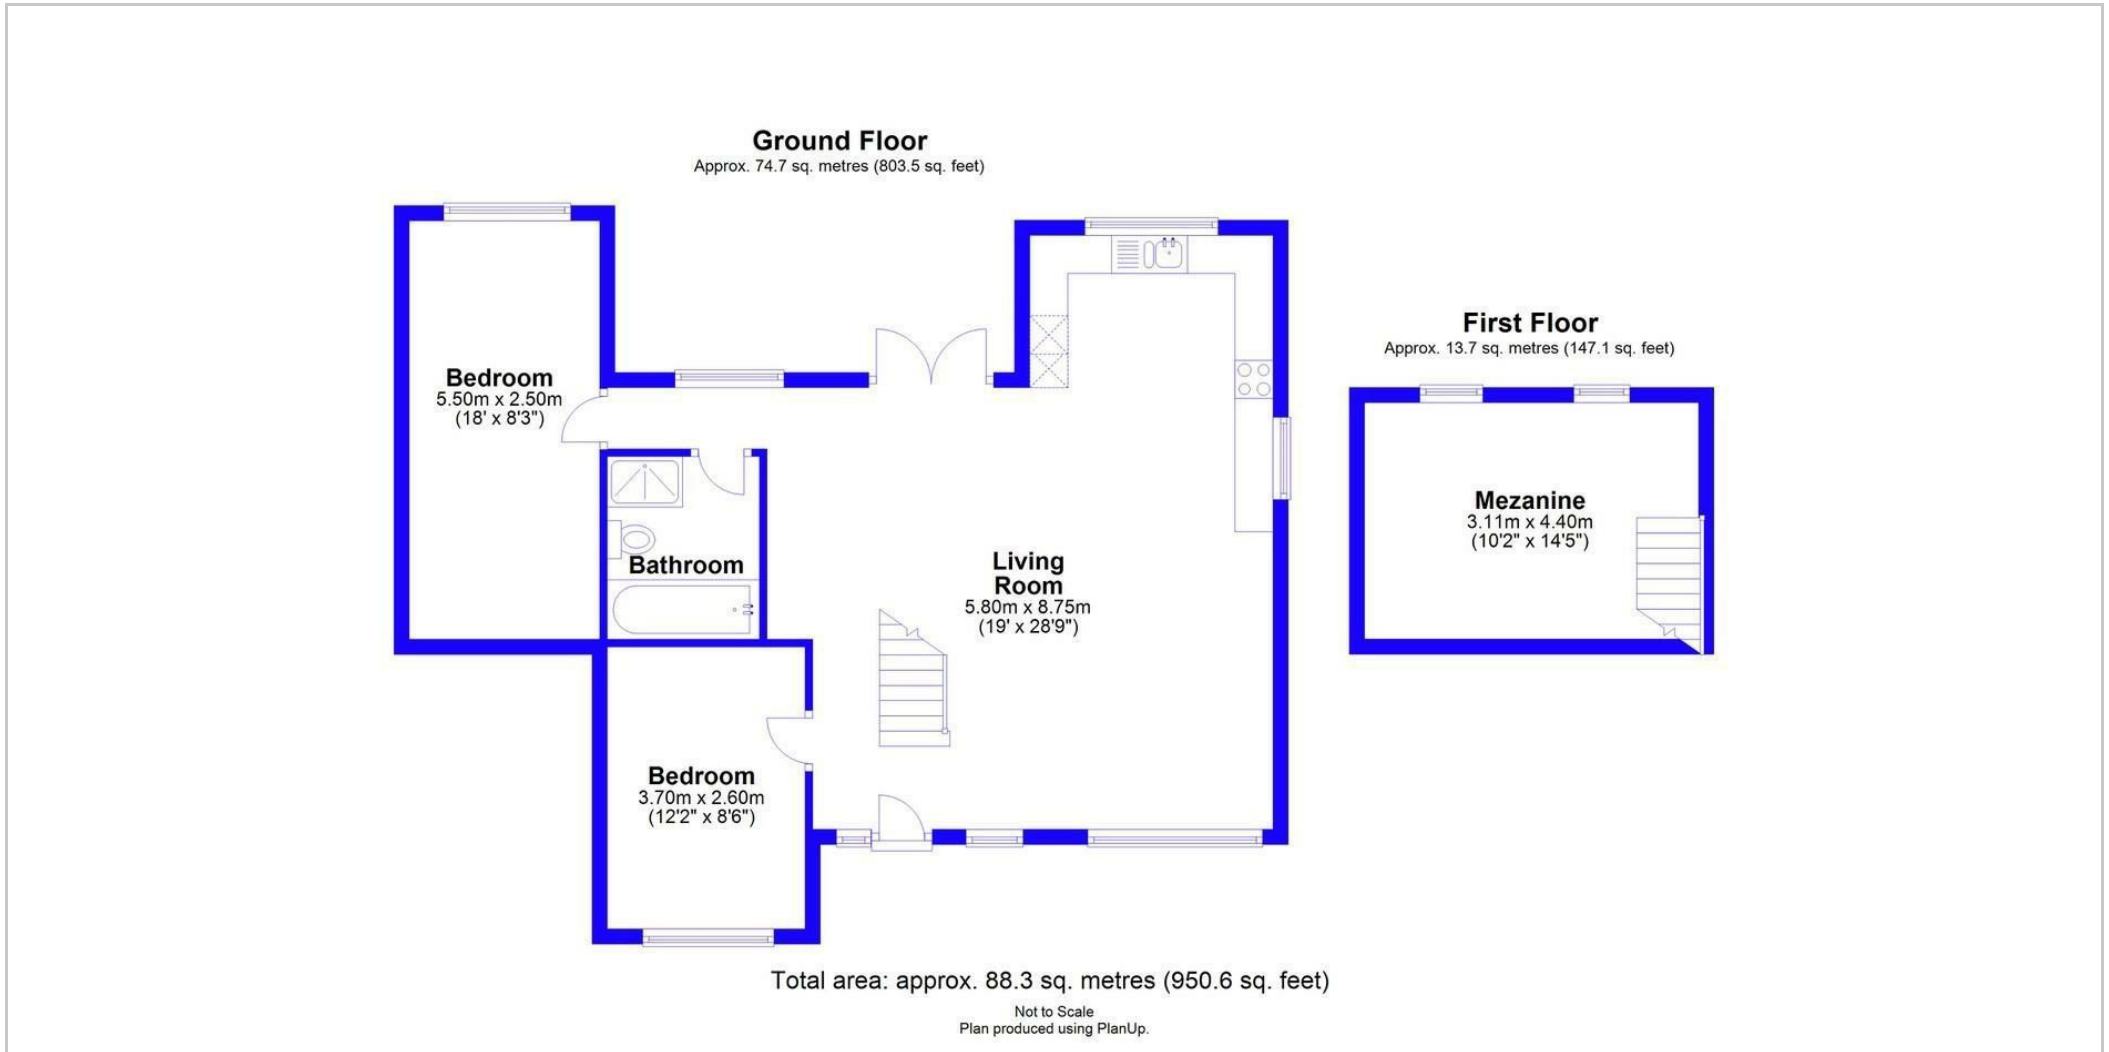 Ground Floor
Approx. 74.7 sq. metres (803.5 sq. feet)
First Floor
Approx. 13.7 sq. metres (147.1 sq. feet)
Bedroom
5.50m x 2.50m
(18' x 8'3")
Mezanine
3.11m x 4.40m
(10'2" x 14'5")
Bathroom
Living
Room
5.80m x 8.75m
(19' x 28'9")
Bedroom
3.70m x 2.60m
(12'2" x 8'6")
Total area: approx. 88.3 sq. metres (950.6 sq. feet)
Not to Scale
Plan produced using PlanUp.